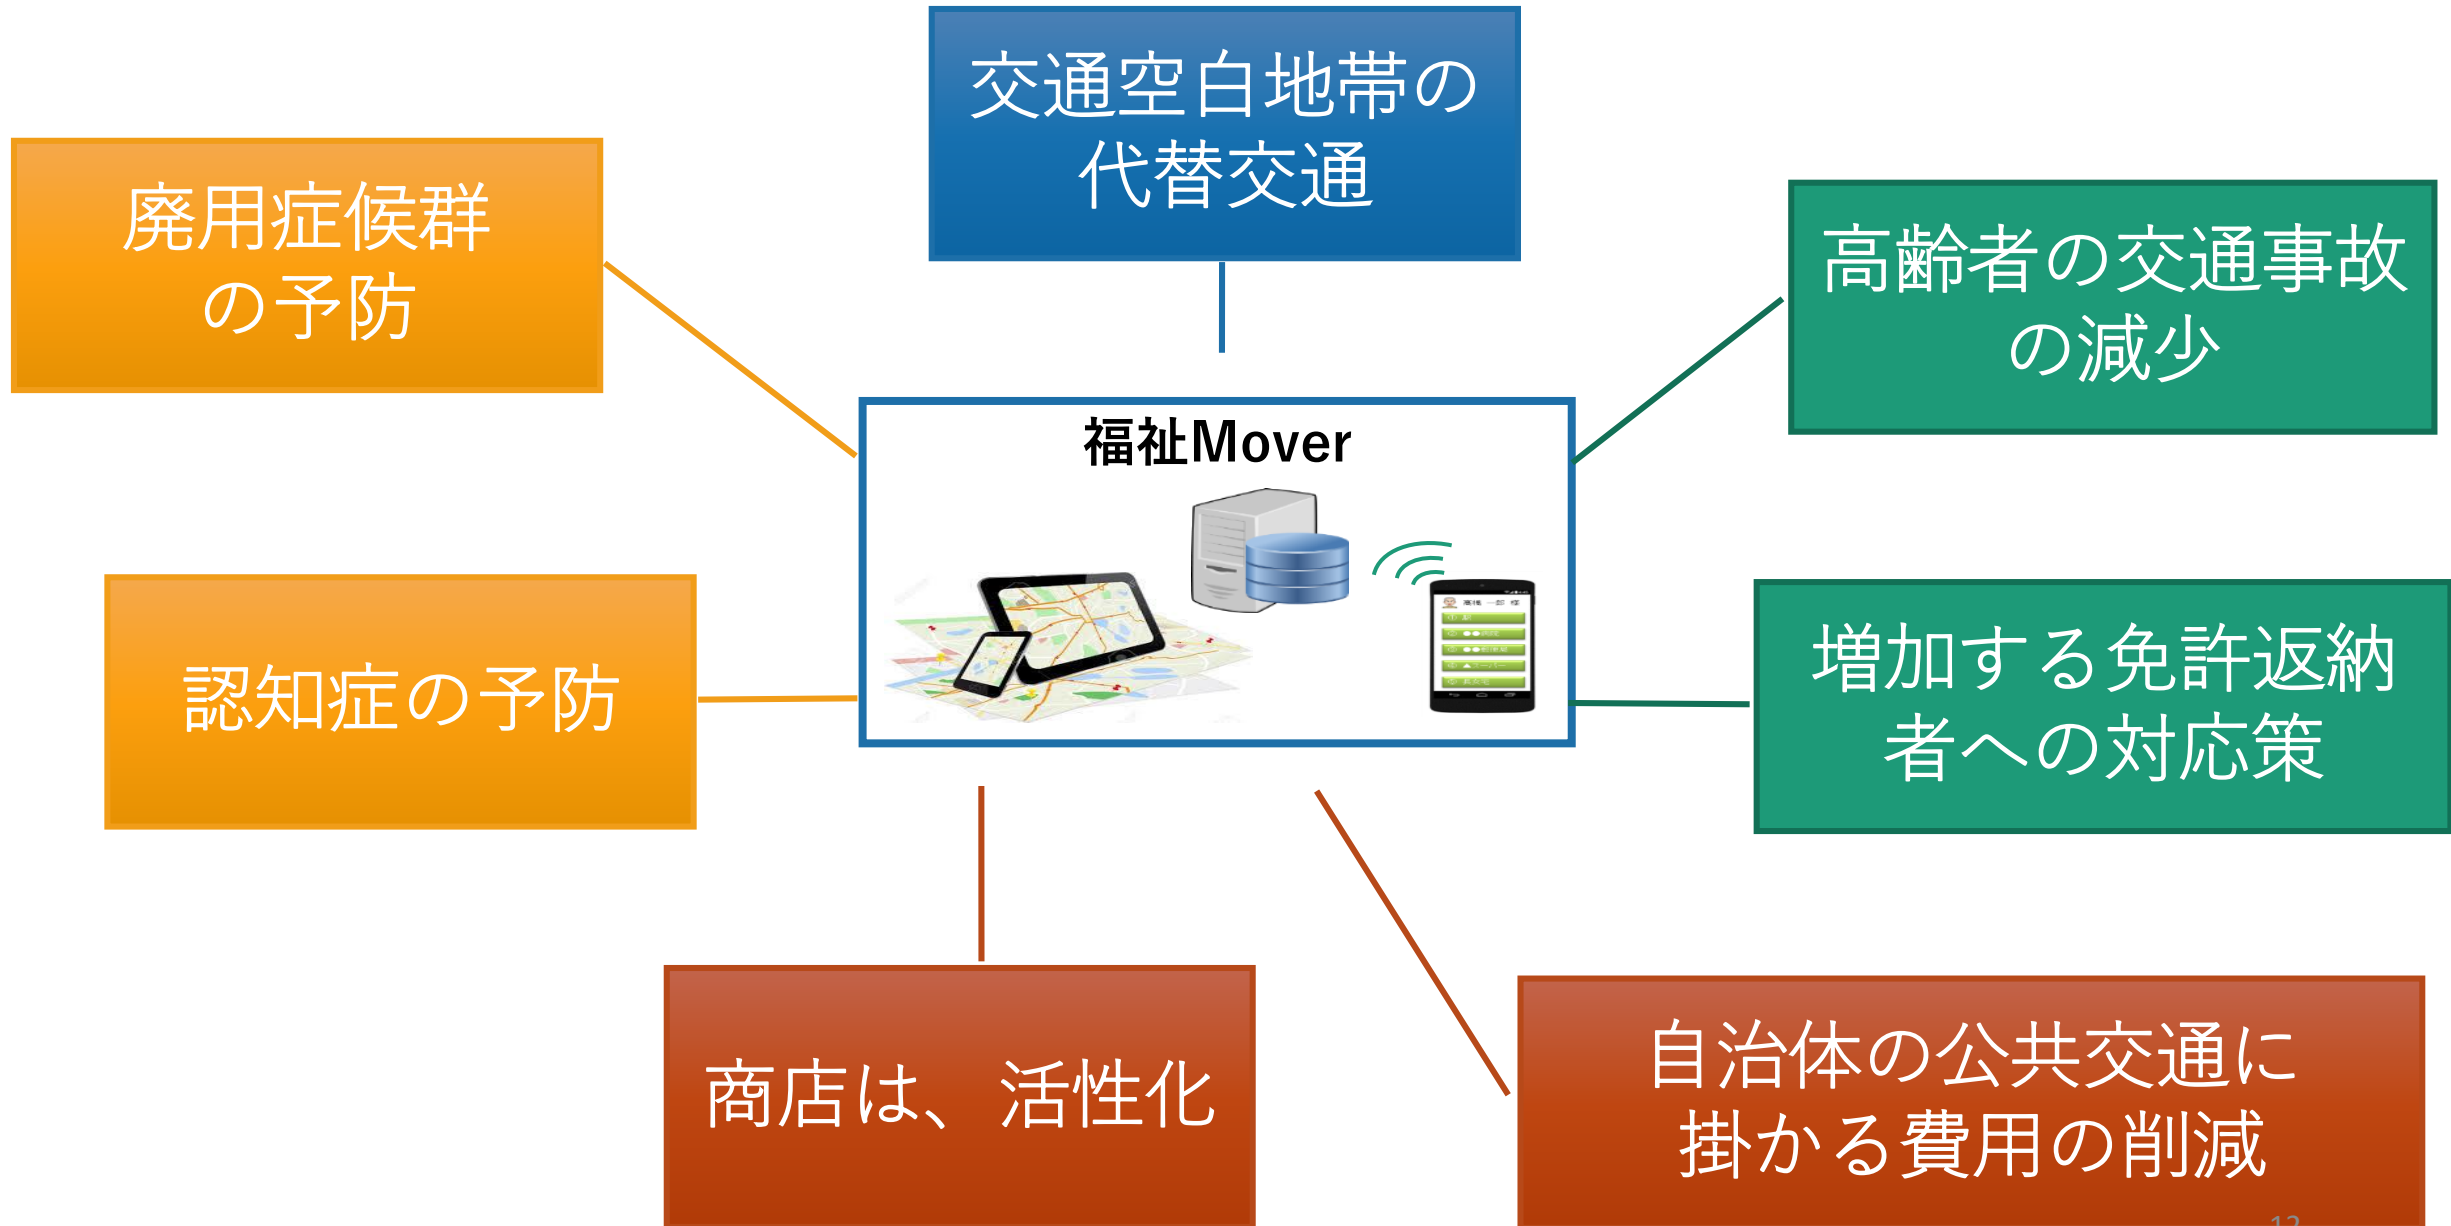 交通空白地帯の
代替交通
廃用症候群
の予防
高齢者の交通事故
の減少
福祉Mover
認知症の予防
増加する免許返納
者への対応策
商店は、活性化
自治体の公共交通に
掛かる費用の削減
12